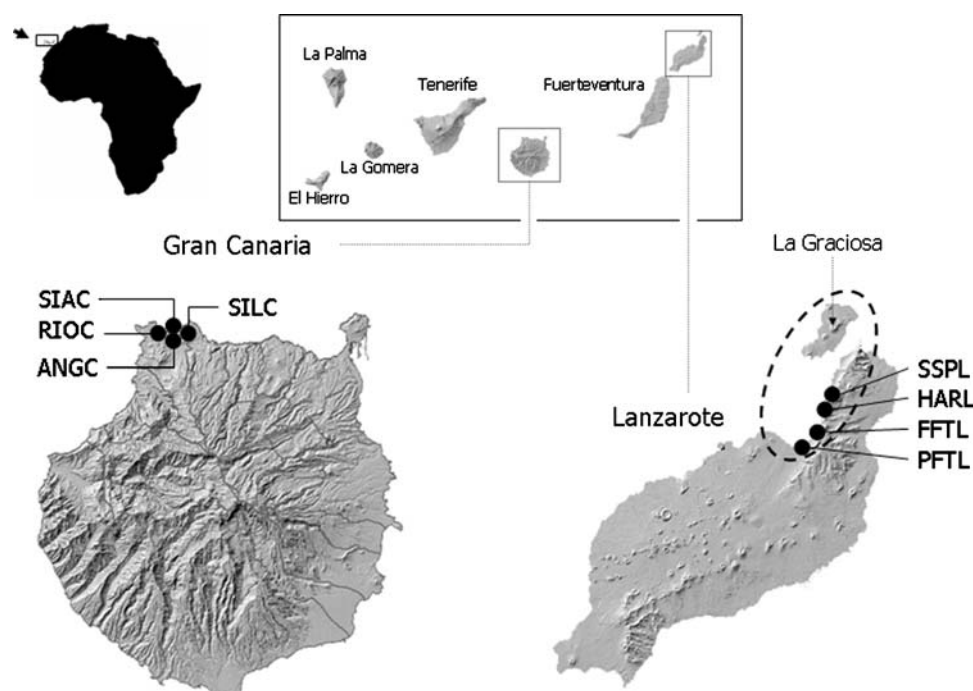 La Palma
Tenerife
Fuerteventura
La Gomera
El Hierro
Gran Canaria
La Graciosa
SIAC
SILC
RIOC
ANGC
SSPL
HARL
Lanzarote
FFTL
PFTL